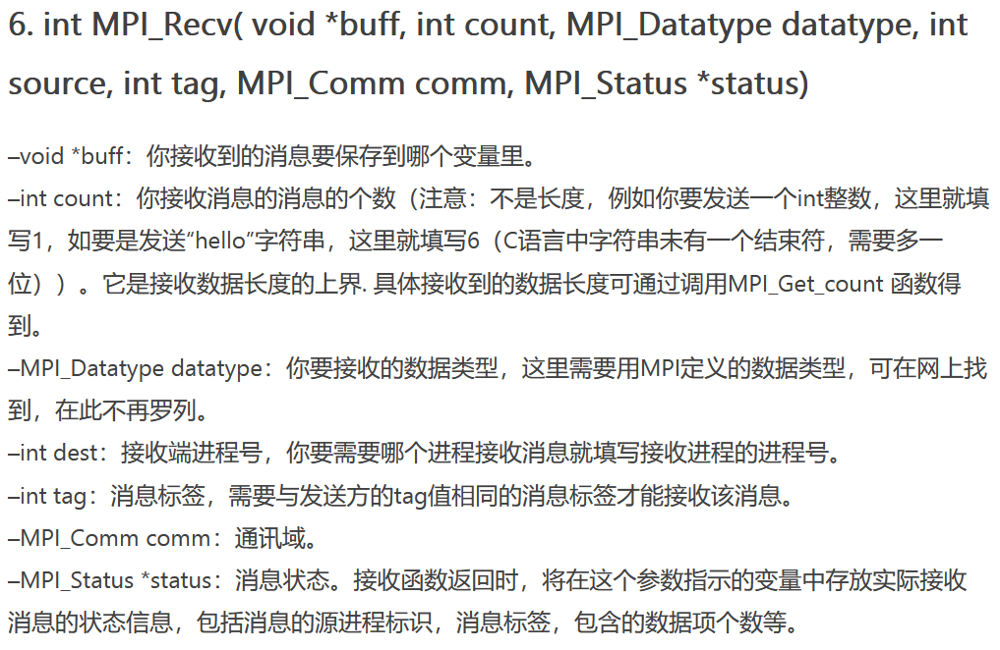 6. int MPI_Recv( void *buff, int count, MPI_Datatype datatype, int
source, int tag, MPI_Comm comm, MPI_Status *status)
–void *buff：你接收到的消息要保存到哪个变量里。
–int count：你接收消息的消息的个数（注意：不是长度，例如你要发送一个int整数，这里就填
写1，如要是发送“hello”字符串，这里就填写6（C语言中字符串未有一个结束符，需要多一
位））。它是接收数据长度的上界. 具体接收到的数据长度可通过调用MPI_Get_count 函数得
到。
–MPI_Datatype datatype：你要接收的数据类型，这里需要用MPI定义的数据类型，可在网上找
到，在此不再罗列。
–int dest：接收端进程号，你要需要哪个进程接收消息就填写接收进程的进程号。
–int tag：消息标签，需要与发送方的tag值相同的消息标签才能接收该消息。
–MPI_Comm comm：通讯域。
–MPI_Status *status：消息状态。接收函数返回时，将在这个参数指示的变量中存放实际接收
消息的状态信息，包括消息的源进程标识，消息标签，包含的数据项个数等。